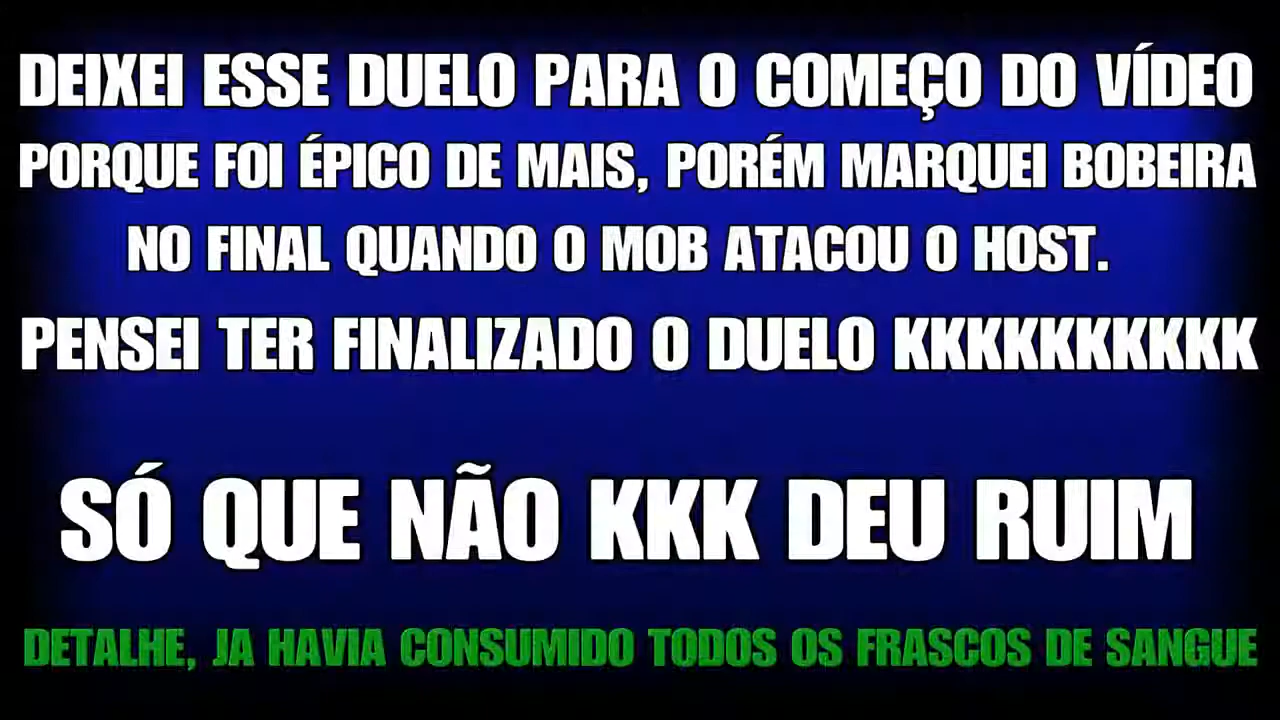 DEIXEI ESSE DUELO PARA O COMEÇO DO VÍDEO
PORQUE FOI ÉPICO DE MAIS, PORÉM MARQUEI BOBEIRA
NO FINAL QUANDO O MOB ATACOU O HOST.
PENSEI TER FINALIZADO O DUELO KKKKKKKKKK
SÓ QUE NÃO KKK DEU RUIM
DETALHE, JA HAVIA CONSUMIDO TODOS OS FRASCOS DE SANGUE